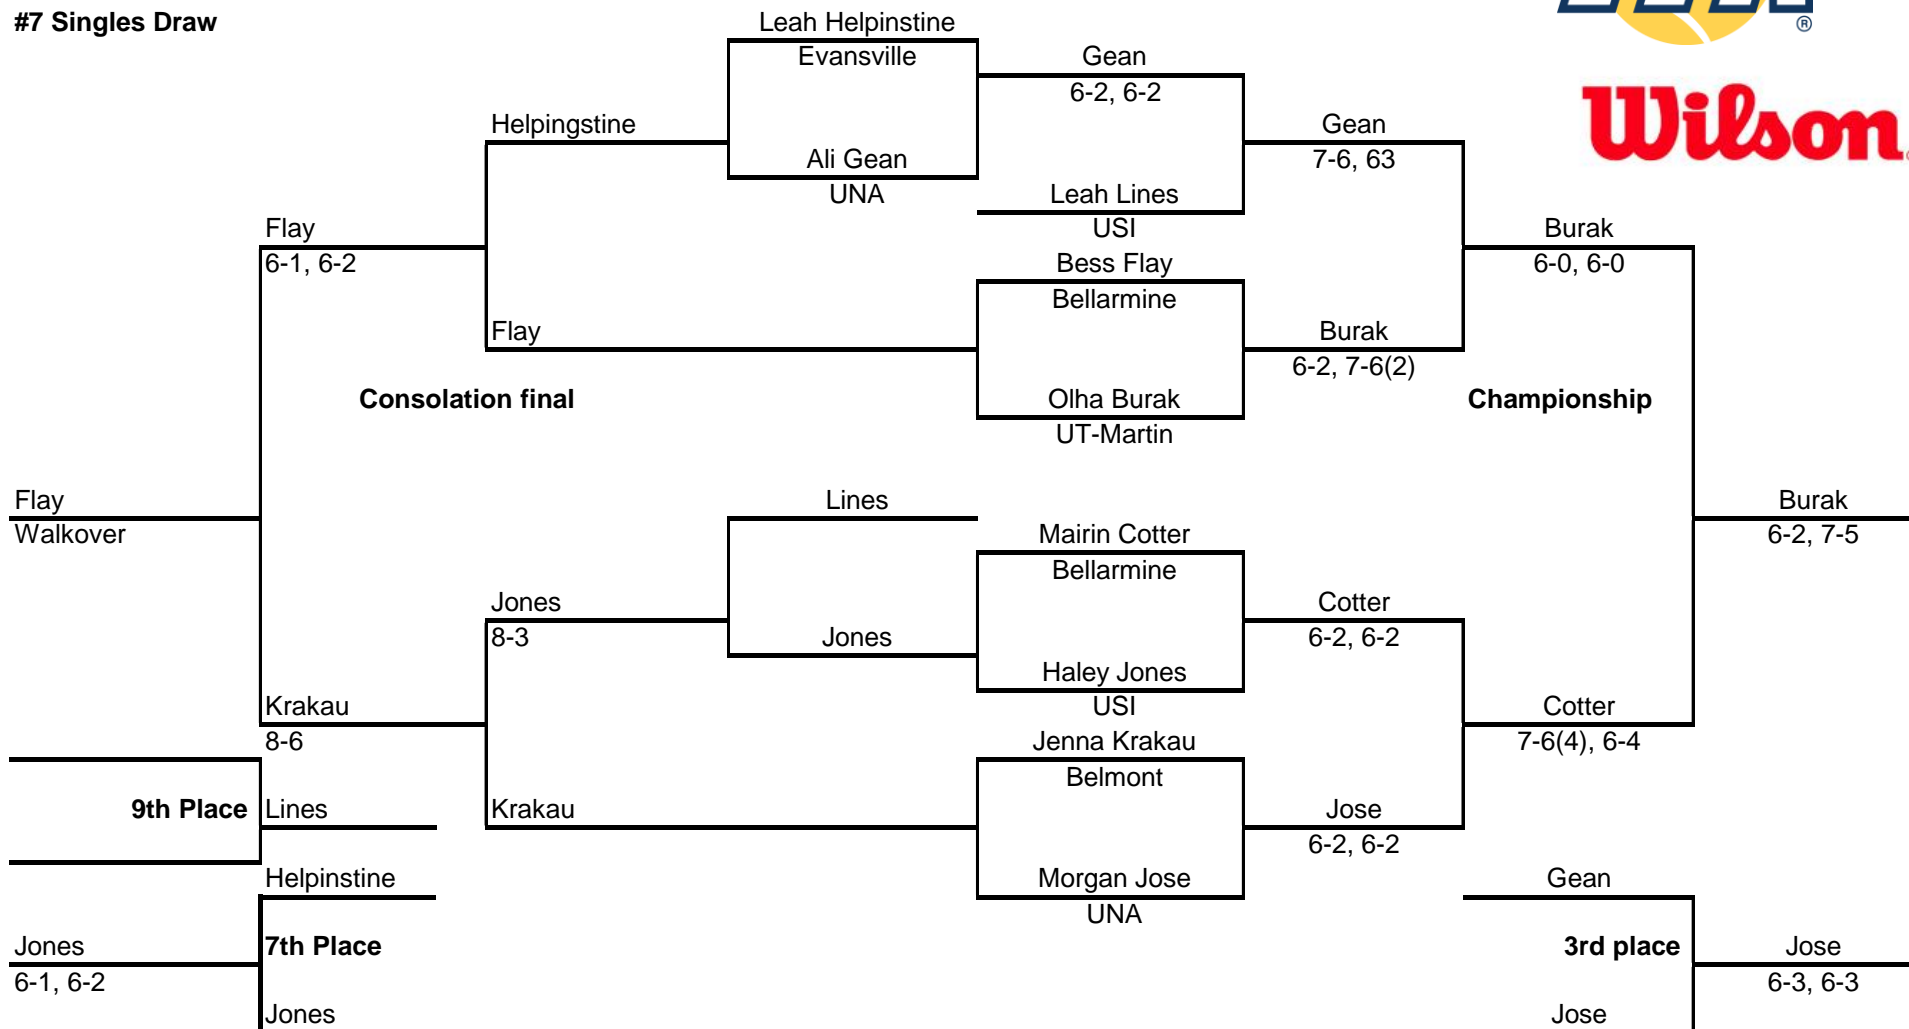 #7 Singles Draw
Leah Helpinstine
Evansville
Gean
6-2, 6-2
Wilson
Helpingstine
Gean
Ali Gean
7-6, 63
UNA
Leah Lines
Flay
USI
Burak
6-1, 6-2
Bess Flay
6-0, 6-0
Bellarmine
Flay
Burak
6-2, 7-6(2)
Consolation final
Olha Burak
Championship
UT-Martin
Flay
Lines
Burak
Walkover
Mairin Cotter
6-2, 7-5
Bellarmine
Jones
Cotter
8-3
Jones
6-2, 6-2
Haley Jones
Krakau
USI
Cotter
8-6
Jenna Krakau
7-6(4), 6-4
Belmont
9th Place
Lines
Krakau
Jose
6-2, 6-2
Helpinstine
Morgan Jose
Gean
UNA
Jones
7th Place
3rd place
Jose
6-1, 6-2
6-3, 6-3
Jones
Jose